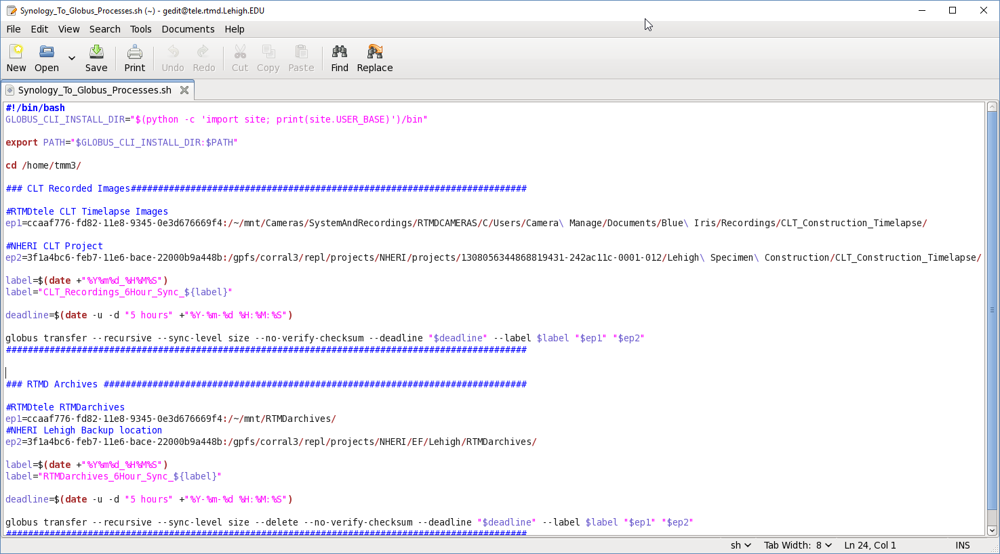 Synology_To_Globus_Processes.sh (~) - gedit@tele.rtmd.Lehigh.EDU
File Edit View Search Tools Documents Help
New Open Save Print Undo Redo Cut Copy Paste Find Replace
Synology_To_Globus_Processes.sh
#!/bin/bash
GLOBUS_CLI_INSTALL_DIR="$(python -c 'import site; print(site.USER_BASE)')/bin"
export PATH="$GLOBUS_CLI_INSTALL_DIR:$PATH"
cd /home/tmm3/
### CLT Recorded Images#########################################################################
#RTMDtele CLT Timelapse Images
ep1=ccaaf776-fd82-11e8-9345-0e3d676669f4:/~/mnt/Cameras/SystemAndRecordings/RTMDCAMERAS/C/Users/Camera\ Manage/Documents/Blue\ Iris/Recordings/CLT_Construction_Timelapse/
#NHERI CLT Project
ep2=3f1a4bc6-feb7-11e6-bace-22000b9a448b:/gpfs/corral3/repl/projects/NHERI/projects/1308056344868819431-242ac11c-0001-012/Lehigh\ Specimen\ Construction/CLT_Construction_Timelapse/
label=$(date +"%Y%m%d_%H%M%S")
label="CLT_Recordings_6Hour_Sync_${label}"
deadline=$(date -u -d "5 hours" +"%Y-%m-%d %H:%M:%S")
globus transfer --recursive --sync-level size --no-verify-checksum --deadline "$deadline" --label $label "$ep1" "$ep2"
################################################################################################
### RTMD Archives ##############################################################################
#RTMDtele RTMDarchives
ep1=ccaaf776-fd82-11e8-9345-0e3d676669f4:/~/mnt/RTMDarchives/
#NHERI Lehigh Backup location
ep2=3f1a4bc6-feb7-11e6-bace-22000b9a448b:/gpfs/corral3/repl/projects/NHERI/EF/Lehigh/RTMDarchives/
label=$(date +"%Y%m%d_%H%M%S")
label="RTMDarchives_6Hour_Sync_${label}"
deadline=$(date -u -d "5 hours" +"%Y-%m-%d %H:%M:%S")
globus transfer --recursive --sync-level size --delete --no-verify-checksum --deadline "$deadline" --label $label "$ep1" "$ep2"
################################################################################################
sh Tab Width: 8 Ln 24, Col 1 INS